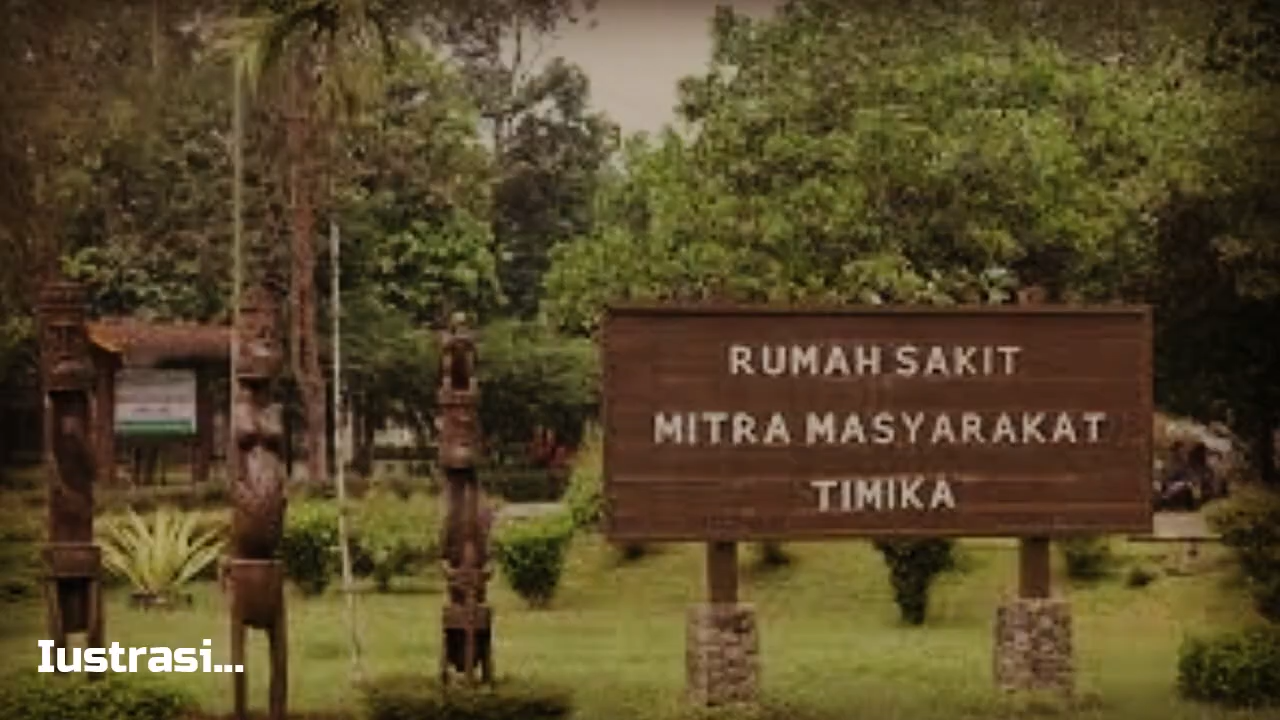 RUMAH SAKIT
MITRA MASYARAKAT
TIMIKA
Iustrasi...